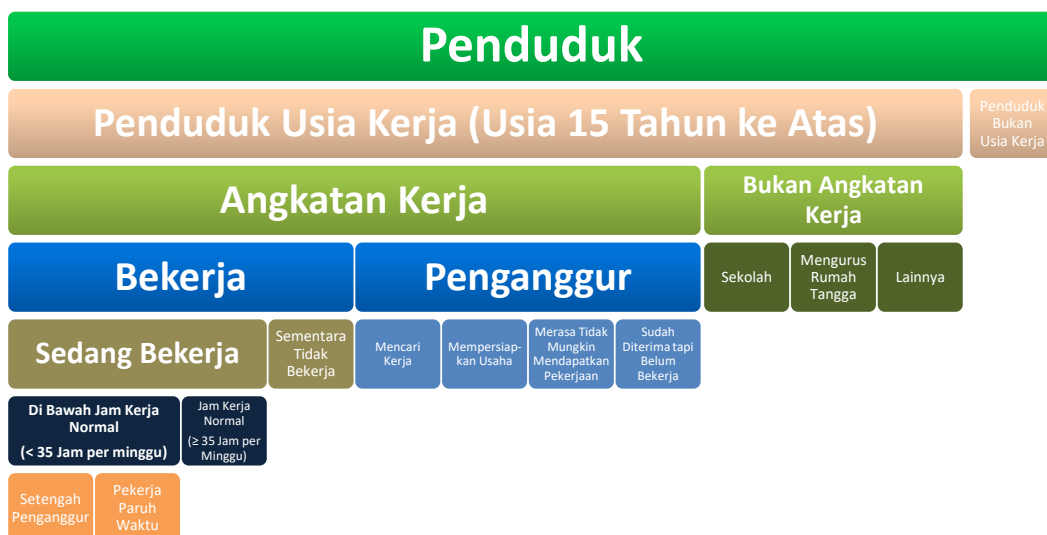 Penduduk
Penduduk Usia Kerja (Usia 15 Tahun ke Atas)
Penduduk
Bukan
Usia Kerja
Angkatan Kerja
Bukan Angkatan
Kerja
Bekerja
Penganggur
Sekolah
Mengurus
Rumah
Tangga
Lainnya
Sedang Bekerja
Sementara
Tidak
Bekerja
Mencari
Kerja
Mempersiap-
kan Usaha
Merasa Tidak
Mungkin
Mendapatkan
Pekerjaan
Sudah
Diterima tapi
Belum
Bekerja
Di Bawah Jam Kerja
Normal
(< 35 Jam per minggu)
Jam Kerja
Normal
(≥ 35 Jam per
Minggu)
Setengah
Penganggur
Pekerja
Paruh
Waktu